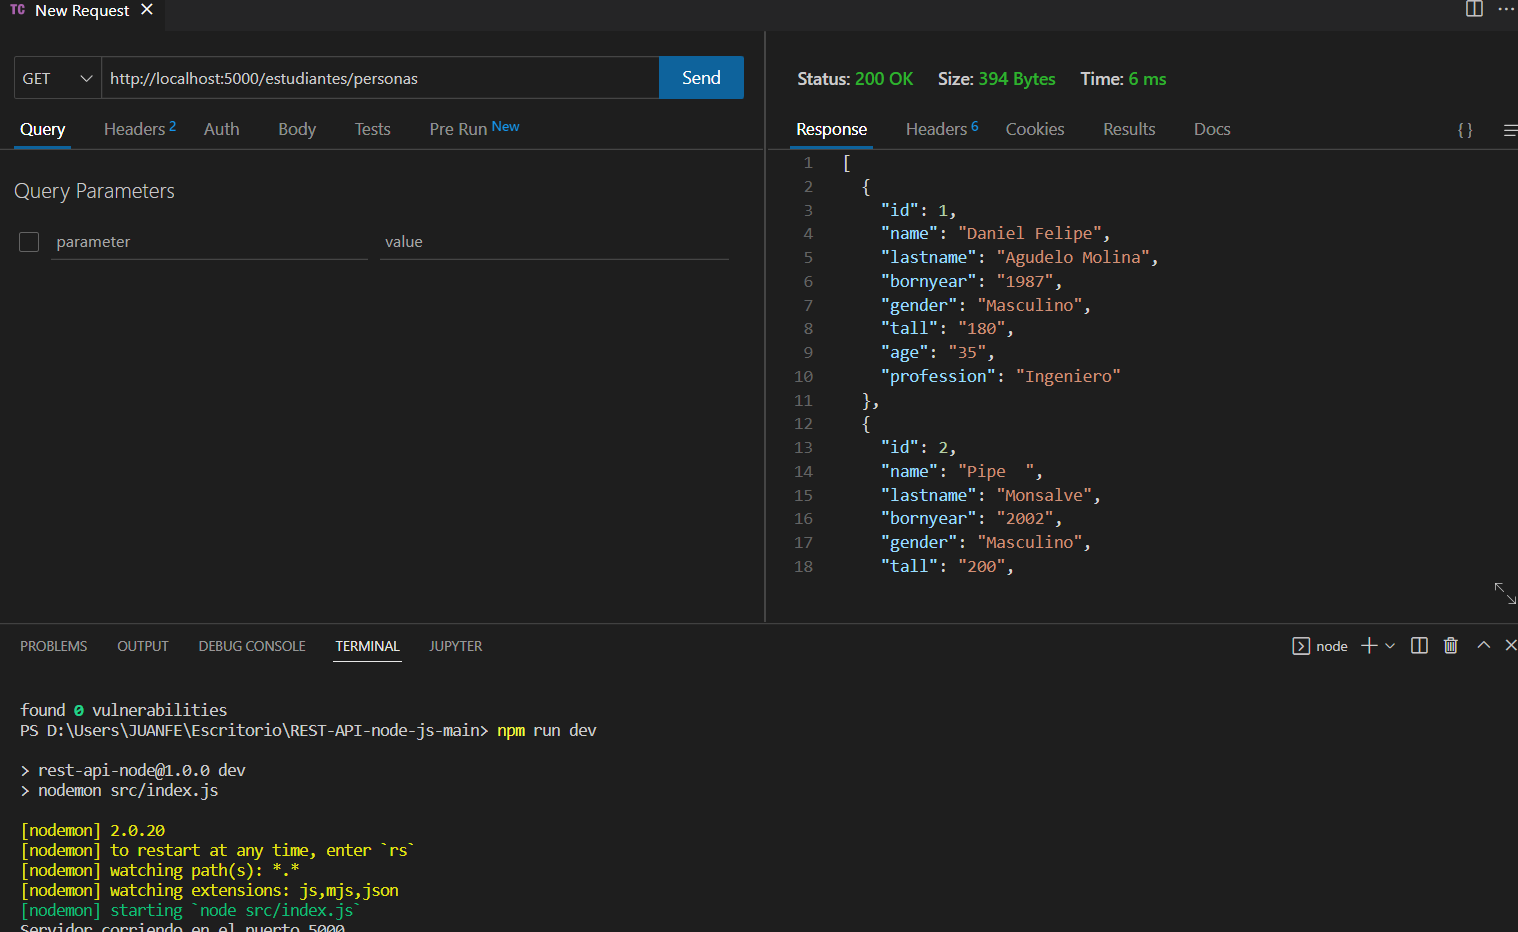 TC New Request
GET http://localhost:5000/estudiantes/personas Send
Query Headers 2 Auth Body Tests Pre Run New
Query Parameters
parameter value
Status: 200 OK Size: 394 Bytes Time: 6 ms
Response Headers 6 Cookies Results Docs { }
1 [
2 {
3 "id": 1,
4 "name": "Daniel Felipe",
5 "lastname": "Agudelo Molina",
6 "bornyear": "1987",
7 "gender": "Masculino",
8 "tall": "180",
9 "age": "35",
10 "profession": "Ingeniero"
11 },
12 {
13 "id": 2,
14 "name": "Pipe  ",
15 "lastname": "Monsalve",
16 "bornyear": "2002",
17 "gender": "Masculino",
18 "tall": "200",
PROBLEMS OUTPUT DEBUG CONSOLE TERMINAL JUPYTER node
found 0 vulnerabilities
PS D:\Users\JUANFE\Escritorio\REST-API-node-js-main> npm run dev
> rest-api-node@1.0.0 dev
> nodemon src/index.js
[nodemon] 2.0.20
[nodemon] to restart at any time, enter `rs`
[nodemon] watching path(s): *.*
[nodemon] watching extensions: js,mjs,json
[nodemon] starting `node src/index.js`
Servidor corriendo en el puerto 5000